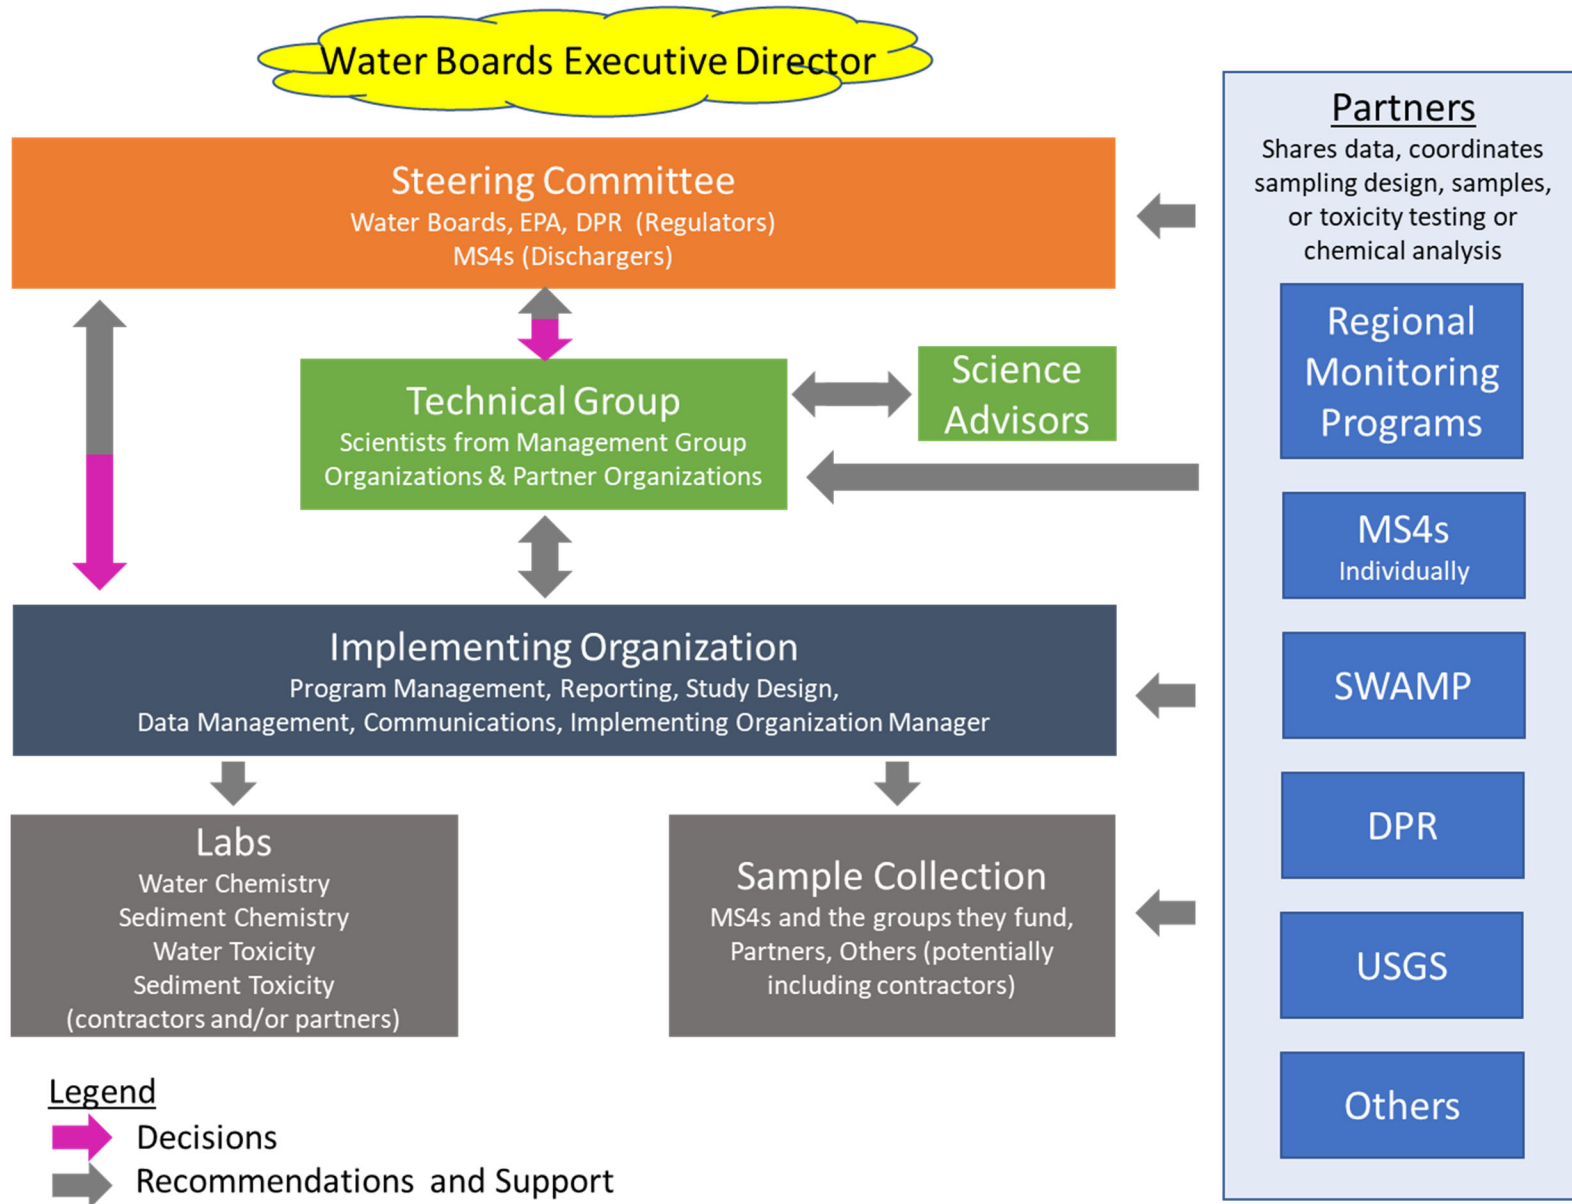 Water Boards Executive Director
Steering Committee
Water Boards, EPA, DPR (Regulators)
MS4s (Dischargers)
Technical Group
Scientists from Management Group
Organizations & Partner Organizations
Science
Advisors
Implementing Organization
Program Management, Reporting, Study Design,
Data Management, Communications, Implementing Organization Manager
Labs
Water Chemistry
Sediment Chemistry
Water Toxicity
Sediment Toxicity
(contractors and/or partners)
Sample Collection
MS4s and the groups they fund,
Partners, Others (potentially
including contractors)
Partners
Shares data, coordinates
sampling design, samples,
or toxicity testing or
chemical analysis
Regional
Monitoring
Programs
MS4s
Individually
SWAMP
DPR
USGS
Others
Legend
Decisions
Recommendations and Support